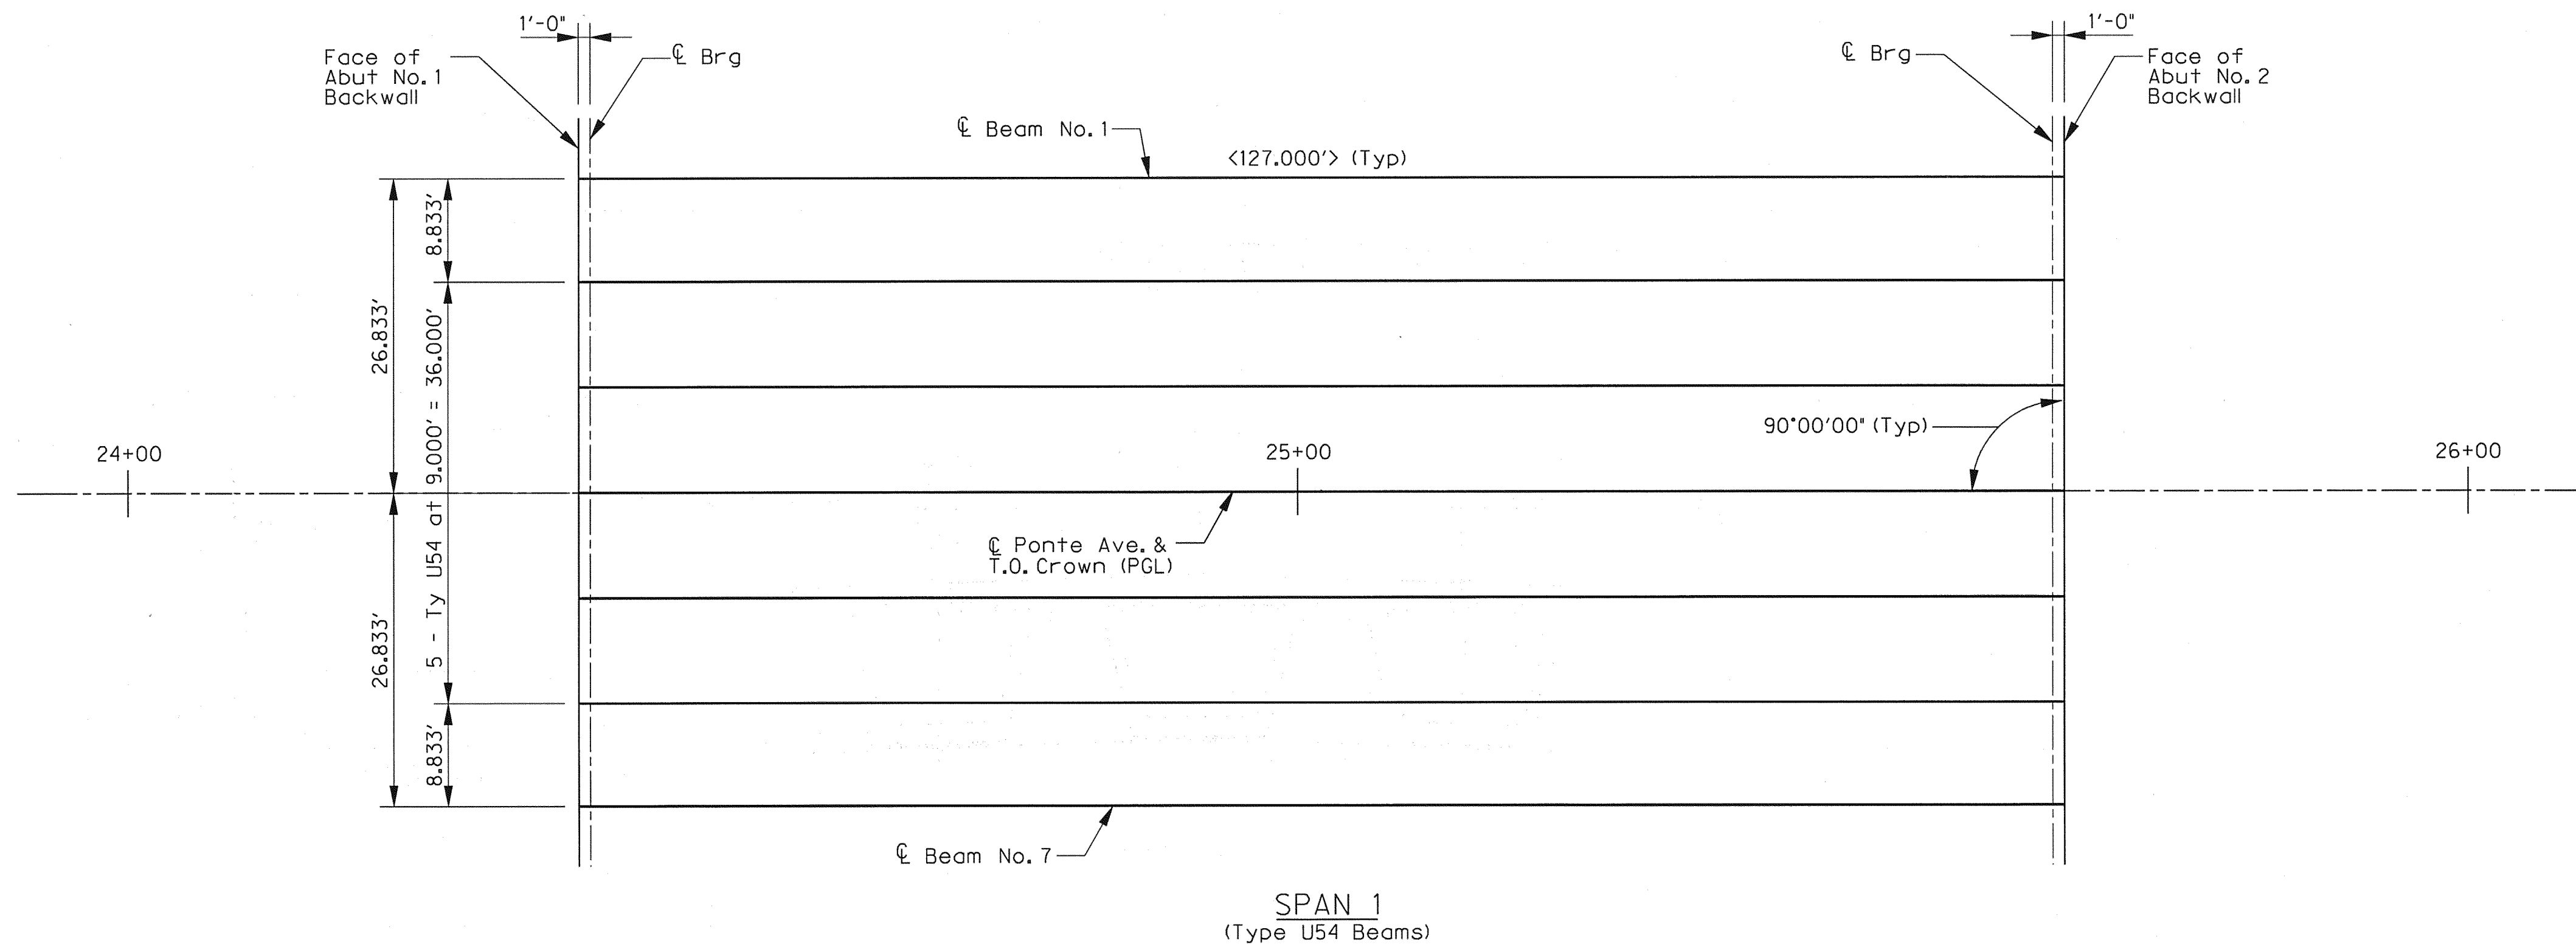 1'-0"
Face of
Abut No. 1
Backwall
℄ Brg
1'-0"
℄ Brg
Face of
Abut No. 2
Backwall
℄ Beam No. 1
<127.000'> (Typ)
8.833'
26.833'
5 - Ty U54 at 9.000' = 36.000'
90°00'00" (Typ)
24+00
25+00
26+00
℄ Ponte Ave. &
T.O. Crown (PGL)
26.833'
8.833'
℄ Beam No. 7
SPAN 1
(Type U54 Beams)